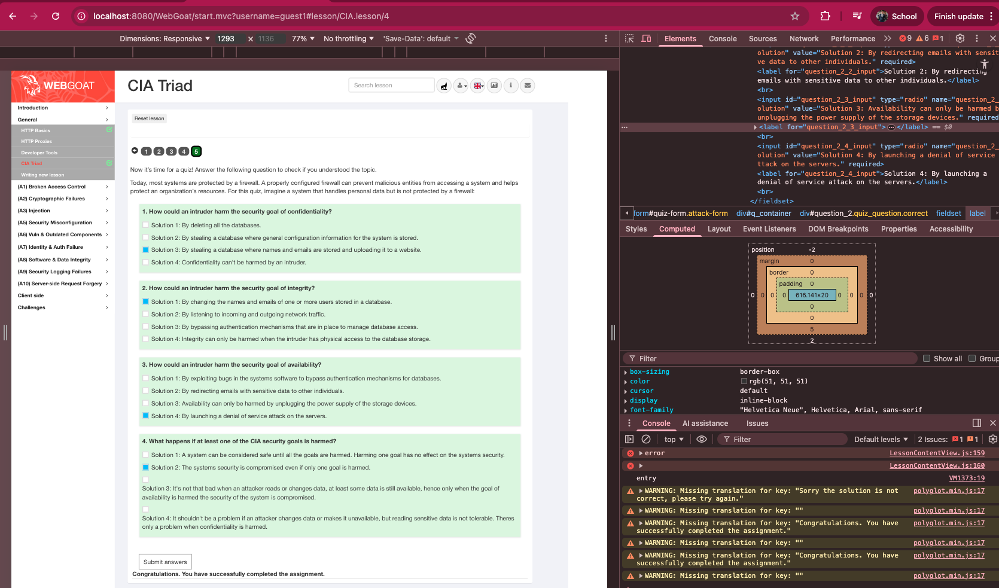 localhost:8080/WebGoat/start.mvc?username=guest1#lesson/CIA.lesson/4
School
Finish update
Dimensions: Responsive
1293
×
1136
77%
No throttling
'Save-Data': default
Elements
Console
Sources
Network
Performance
9
6
1
WEBGOAT
CIA Triad
Search lesson
Introduction
General
HTTP Basics
HTTP Proxies
Developer Tools
CIA Triad
Writing new lesson
(A1) Broken Access Control
(A2) Cryptographic Failures
(A3) Injection
(A5) Security Misconfiguration
(A6) Vuln & Outdated Components
(A7) Identity & Auth Failure
(A8) Software & Data Integrity
(A9) Security Logging Failures
(A10) Server-side Request Forgery
Client side
Challenges
Reset lesson
1 2 3 4 5
Now it's time for a quiz! Answer the following question to check if you understood the topic.
Today, most systems are protected by a firewall. A properly configured firewall can prevent malicious entities from accessing a system and helps
protect an organization's resources. For this quiz, imagine a system that handles personal data but is not protected by a firewall:
1. How could an intruder harm the security goal of confidentiality?
Solution 1: By deleting all the databases.
Solution 2: By stealing a database where general configuration information for the system is stored.
Solution 3: By stealing a database where names and emails are stored and uploading it to a website.
Solution 4: Confidentiality can't be harmed by an intruder.
2. How could an intruder harm the security goal of integrity?
Solution 1: By changing the names and emails of one or more users stored in a database.
Solution 2: By listening to incoming and outgoing network traffic.
Solution 3: By bypassing authentication mechanisms that are in place to manage database access.
Solution 4: Integrity can only be harmed when the intruder has physical access to the database storage.
3. How could an intruder harm the security goal of availability?
Solution 1: By exploiting bugs in the systems software to bypass authentication mechanisms for databases.
Solution 2: By redirecting emails with sensitive data to other individuals.
Solution 3: Availability can only be harmed by unplugging the power supply of the storage devices.
Solution 4: By launching a denial of service attack on the servers.
4. What happens if at least one of the CIA security goals is harmed?
Solution 1: A system can be considered safe until all the goals are harmed. Harming one goal has no effect on the systems security.
Solution 2: The systems security is compromised even if only one goal is harmed.
Solution 3: It's not that bad when an attacker reads or changes data, at least some data is still available, hence only when the goal of
availability is harmed the security of the system is compromised.
Solution 4: It shouldn't be a problem if an attacker changes data or makes it unavailable, but reading sensitive data is not tolerable. Theres
only a problem when confidentiality is harmed.
Submit answers
Congratulations. You have successfully completed the assignment.
olution" value="Solution 2: By redirecting emails with sensit
ve data to other individuals." required>
<label for="question_2_2_input">Solution 2: By redirecting
emails with sensitive data to other individuals.</label>
<br>
<input id="question_2_3_input" type="radio" name="question_2_
olution" value="Solution 3: Availability can only be harmed b
unplugging the power supply of the storage devices." required
<label for="question_2_3_input"> </label> == $0
<br>
<input id="question_2_4_input" type="radio" name="question_2_
olution" value="Solution 4: By launching a denial of service
ttack on the servers." required>
<label for="question_2_4_input">Solution 4: By launching a
denial of service attack on the servers.</label>
<br>
</fieldset>
form#quiz-form.attack-form div#q_container div#question_2.quiz_question.correct fieldset label
Styles
Computed
Layout
Event Listeners
DOM Breakpoints
Properties
Accessibility
position -2
margin 0
border 0
padding 0
0 0 0 0 616.141×20 0 0 0 0
0
0
5
2
Filter
Show all
Group
box-sizing border-box
color rgb(51, 51, 51)
cursor default
display inline-block
font-family "Helvetica Neue", Helvetica, Arial, sans-serif
Console
AI assistance
Issues
top
Filter
Default levels
2 Issues: 1 1
error LessonContentView.js:159
LessonContentView.js:160
entry VM1373:19
WARNING: Missing translation for key: "Sorry the solution is not polyglot.min.js:17
correct, please try again."
WARNING: Missing translation for key: "" polyglot.min.js:17
WARNING: Missing translation for key: "Congratulations. You have polyglot.min.js:17
successfully completed the assignment."
WARNING: Missing translation for key: "" polyglot.min.js:17
WARNING: Missing translation for key: "Congratulations. You have polyglot.min.js:17
successfully completed the assignment."
WARNING: Missing translation for key: "" polyglot.min.js:17